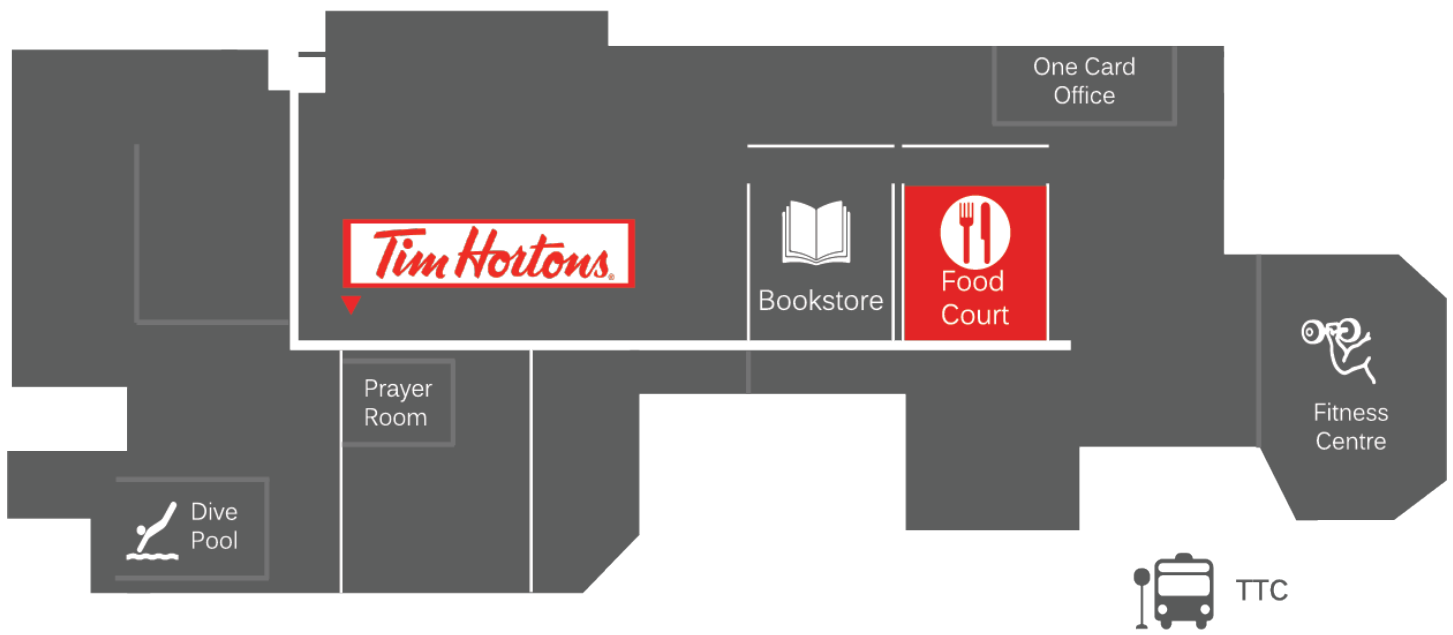 One Card
Office
Tim Hortons®
Bookstore
Food
Court
Prayer
Room
Fitness
Centre
Dive
Pool
TTC